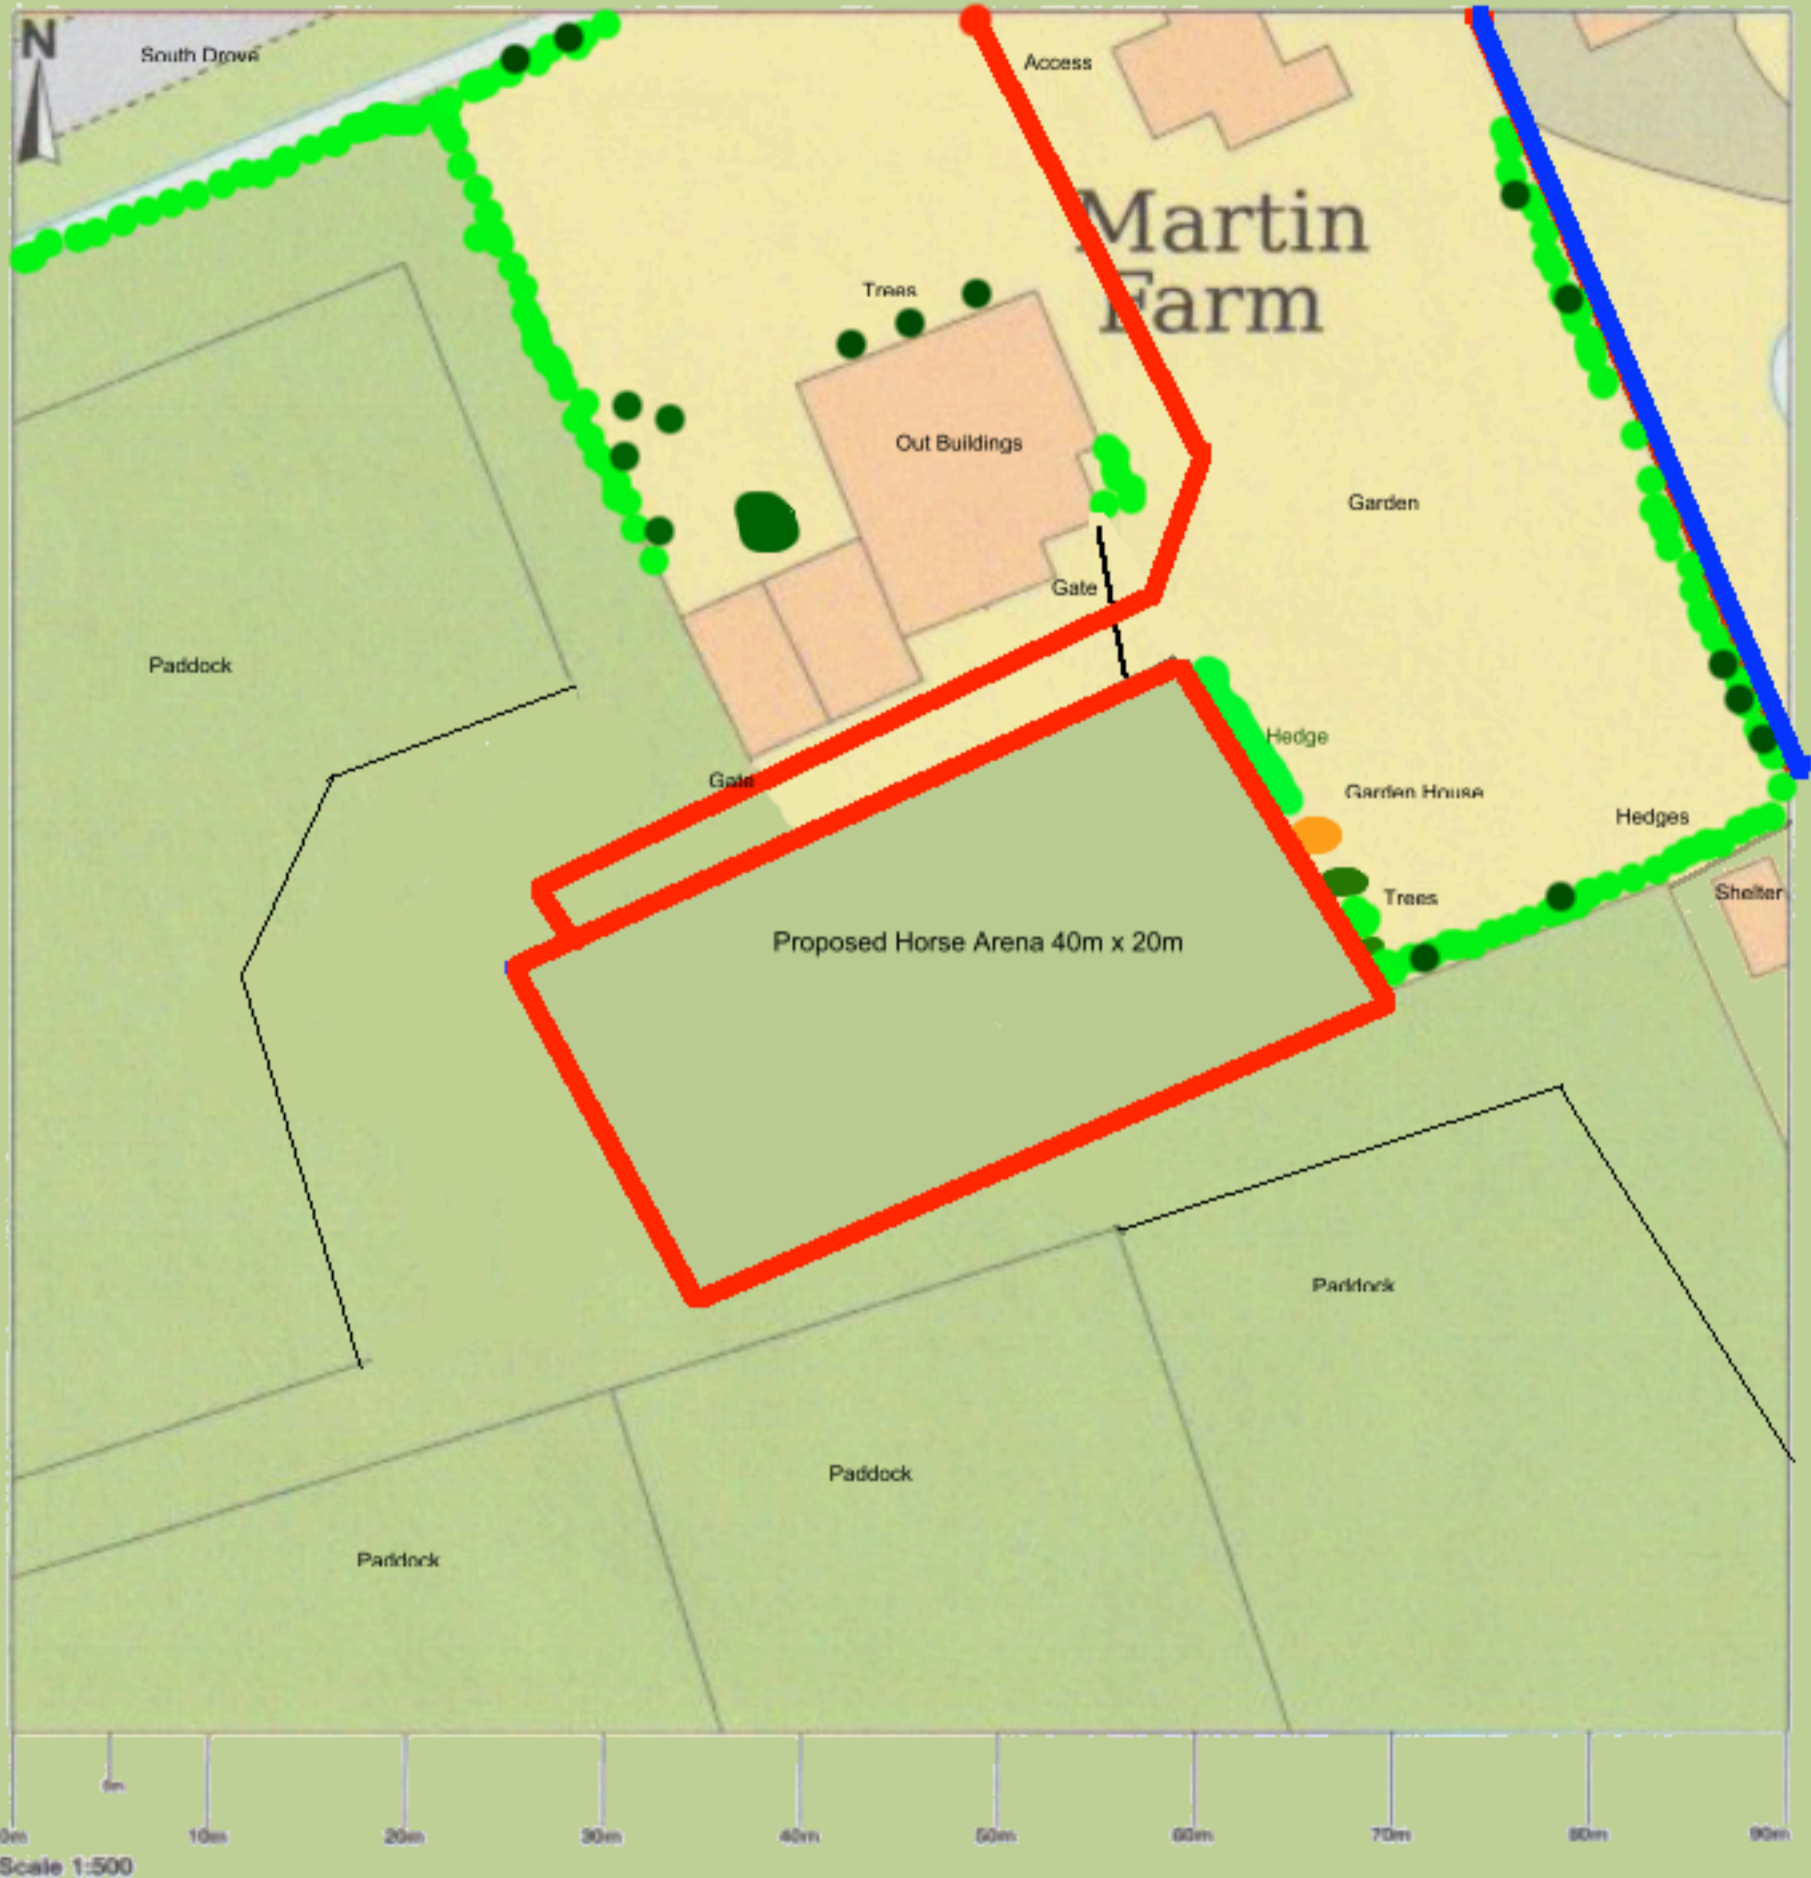 N
South Drove
Access
Martin
Farm
Trees
Out Buildings
Garden
Gate
Paddock
Hedge
Gate
Garden House
Hedges
Shelter
Trees
Proposed Horse Arena 40m x 20m
Paddock
Paddock
Paddock
0m 10m 20m 30m 40m 50m 60m 70m 80m 90m
Scale 1:500